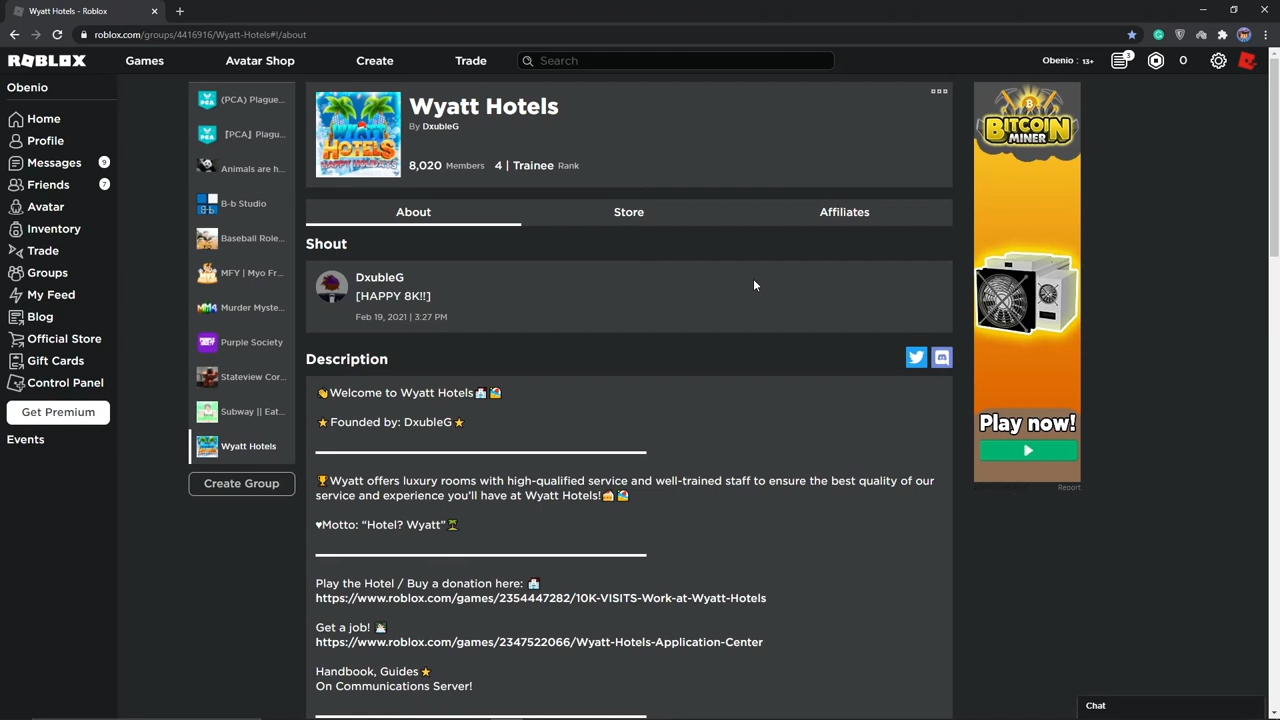 Wyatt Hotels - Roblox
roblox.com/groups/4416916/Wyatt-Hotels#!/about
ROBLOX
Games
Avatar Shop
Create
Trade
Search
Obenio : 13+
3
0
Obenio
Home
Profile
Messages
9
Friends
7
Avatar
Inventory
Trade
Groups
My Feed
Blog
Official Store
Gift Cards
Control Panel
Get Premium
Events
(PCA) Plague...
[PCA] Plagu...
Animals are h...
B-b Studio
Baseball Role...
MFY | Myo Fr...
Murder Myste...
Purple Society
Stateview Cor...
Subway || Eat...
Wyatt Hotels
Create Group
WYATT
HOTELS
HAPPY HOLIDAYS
Wyatt Hotels
By DxubleG
8,020 Members 4 | Trainee Rank
About
Store
Affiliates
Shout
DxubleG
[HAPPY 8K!!]
Feb 19, 2021 | 3:27 PM
Description
👏Welcome to Wyatt Hotels🏨🏖
⭐Founded by: DxubleG⭐
🏆Wyatt offers luxury rooms with high-qualified service and well-trained staff to ensure the best quality of our
service and experience you'll have at Wyatt Hotels!🛎🏖
♥Motto: “Hotel? Wyatt”🏝
Play the Hotel / Buy a donation here: 🏨
https://www.roblox.com/games/2354447282/10K-VISITS-Work-at-Wyatt-Hotels
Get a job! 👨‍💻
https://www.roblox.com/games/2347522066/Wyatt-Hotels-Application-Center
Handbook, Guides⭐
On Communications Server!
BITCOIN
MINER
Play now!
Report
Chat